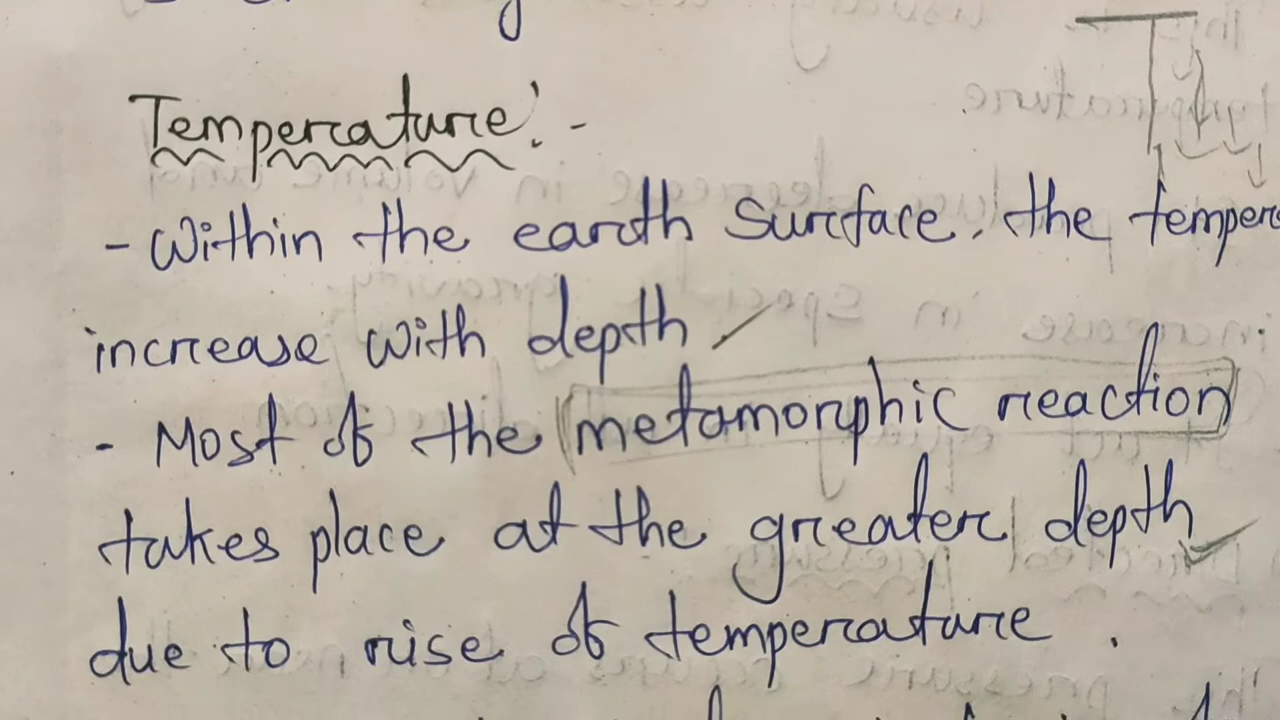 Temperature:-
- Within the earth surface, the temper
increase with depth
- Most of the metamorphic reaction
takes place at the greater depth
due to rise of temperature.